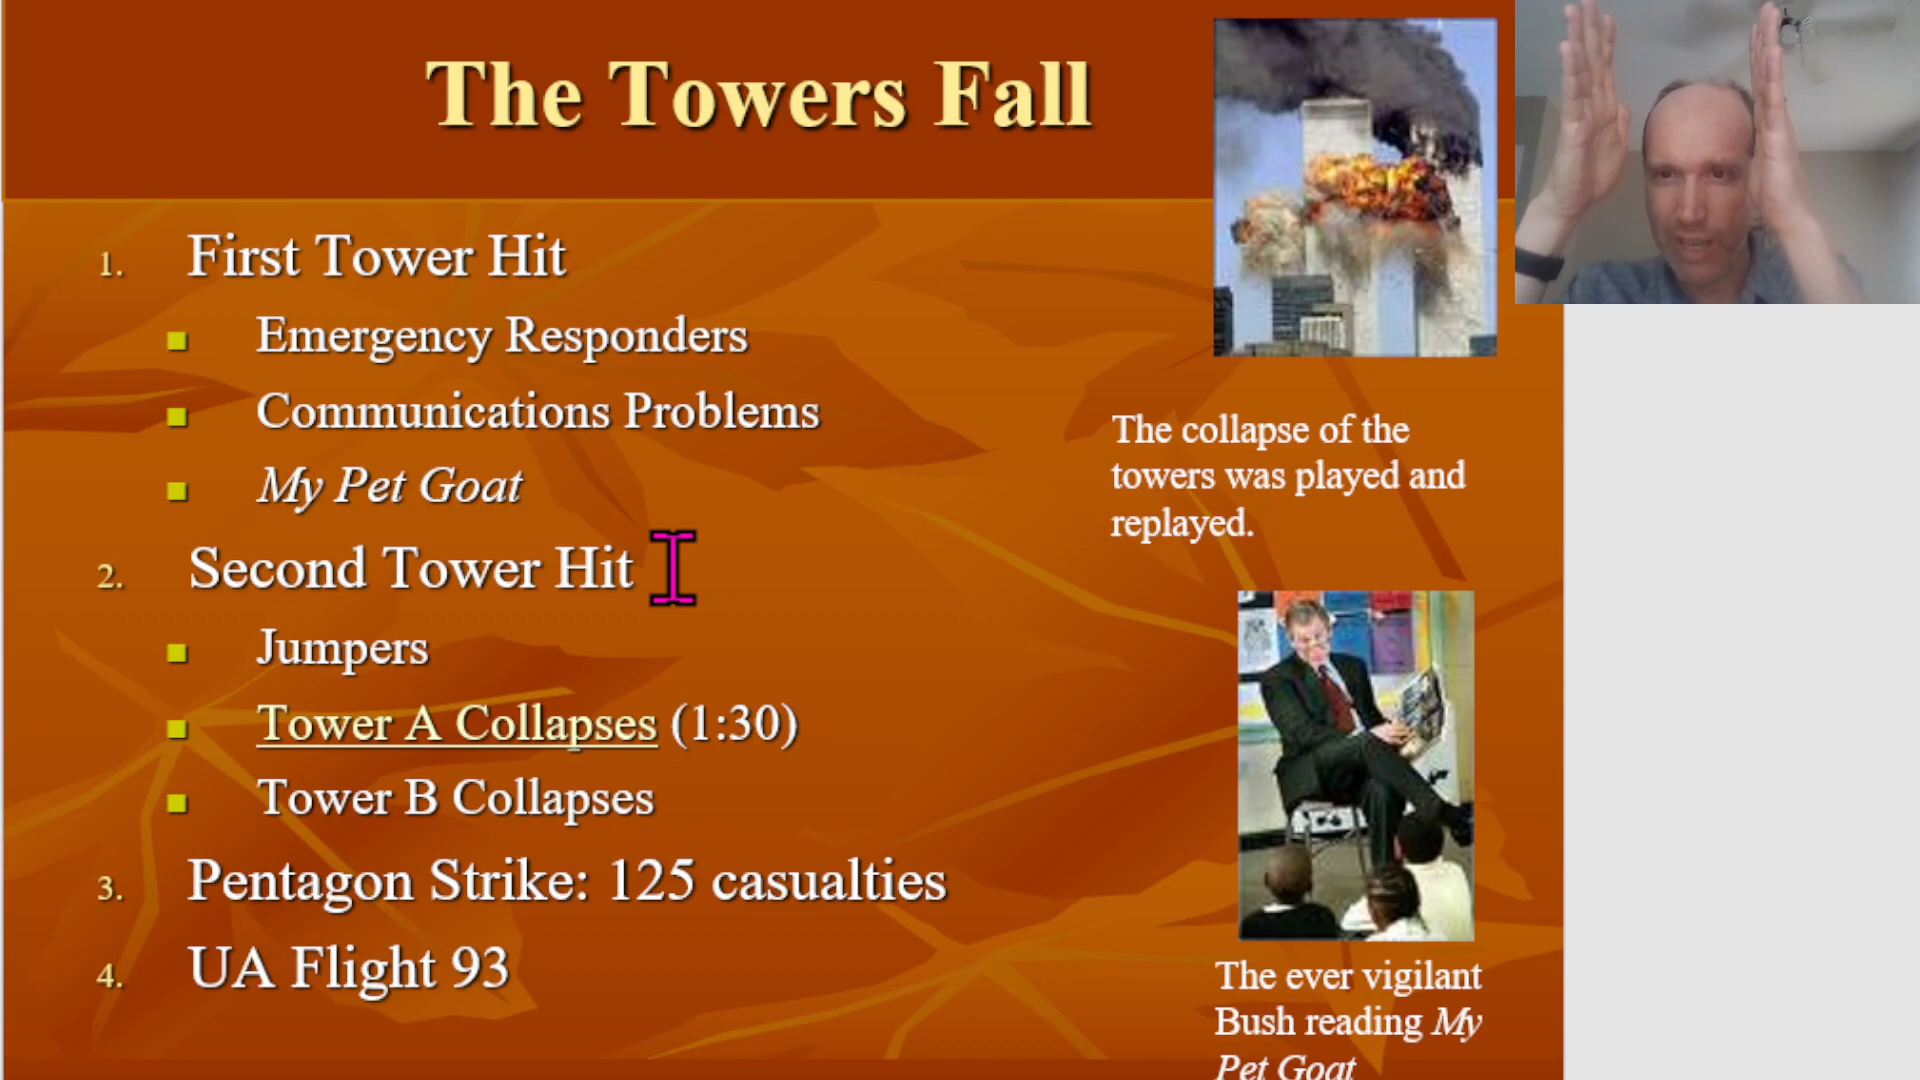 The Towers Fall
1. First Tower Hit
Emergency Responders
Communications Problems
My Pet Goat
2. Second Tower Hit
Jumpers
Tower A Collapses (1:30)
Tower B Collapses
3. Pentagon Strike: 125 casualties
4. UA Flight 93
The collapse of the
towers was played and
replayed.
The ever vigilant
Bush reading My
Pet Goat